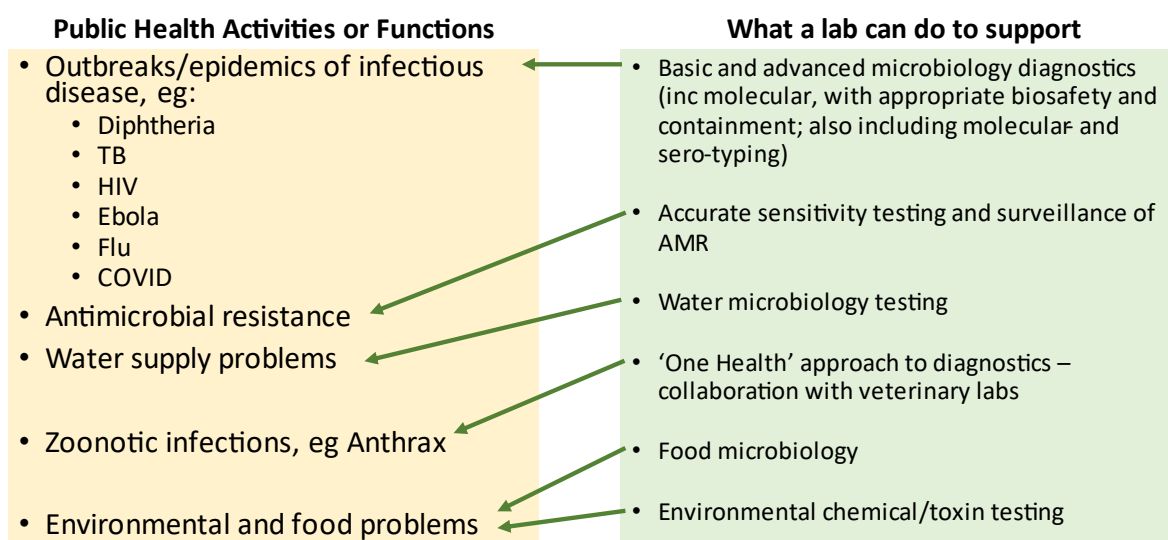 Public Health Activities or Functions
• Outbreaks/epidemics of infectious
disease, eg:
• Diphtheria
• TB
• HIV
• Ebola
• Flu
• COVID
• Antimicrobial resistance
• Water supply problems
• Zoonotic infections, eg Anthrax
• Environmental and food problems
What a lab can do to support
• Basic and advanced microbiology diagnostics
(inc molecular, with appropriate biosafety and
containment; also including molecular- and
sero-typing)
• Accurate sensitivity testing and surveillance of
AMR
• Water microbiology testing
• ‘One Health’ approach to diagnostics –
collaboration with veterinary labs
• Food microbiology
• Environmental chemical/toxin testing